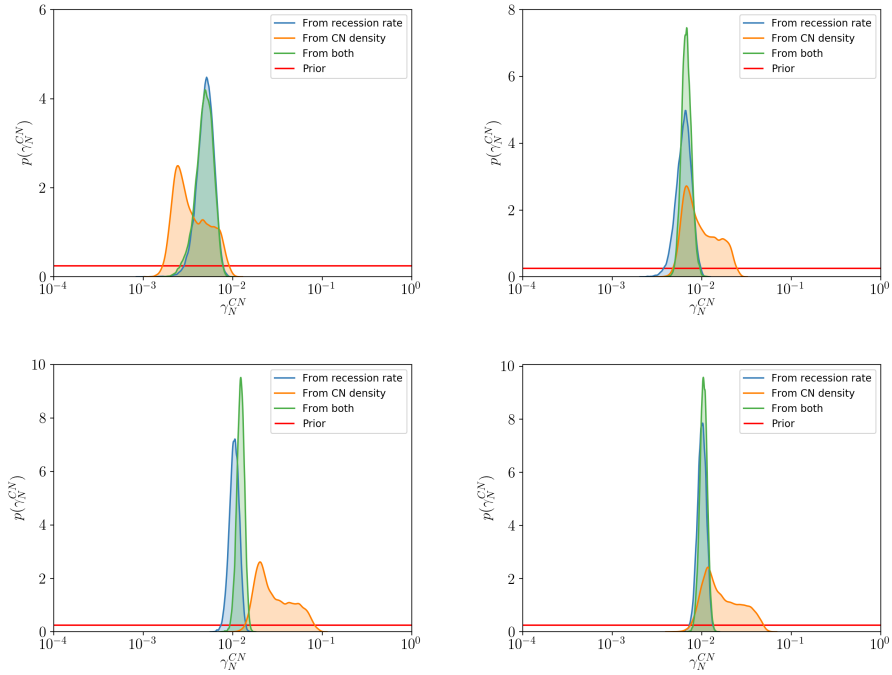 6
4
2
0
p(γ_N^{CN})
From recession rate
From CN density
From both
Prior
10^{-4} 10^{-3} 10^{-2} 10^{-1} 10^{0}
γ_N^{CN}
8
6
4
2
0
p(γ_N^{CN})
From recession rate
From CN density
From both
Prior
10^{-4} 10^{-3} 10^{-2} 10^{-1} 10^{0}
γ_N^{CN}
10
8
6
4
2
0
p(γ_N^{CN})
From recession rate
From CN density
From both
Prior
10^{-4} 10^{-3} 10^{-2} 10^{-1} 10^{0}
γ_N^{CN}
10
8
6
4
2
0
p(γ_N^{CN})
From recession rate
From CN density
From both
Prior
10^{-4} 10^{-3} 10^{-2} 10^{-1} 10^{0}
γ_N^{CN}